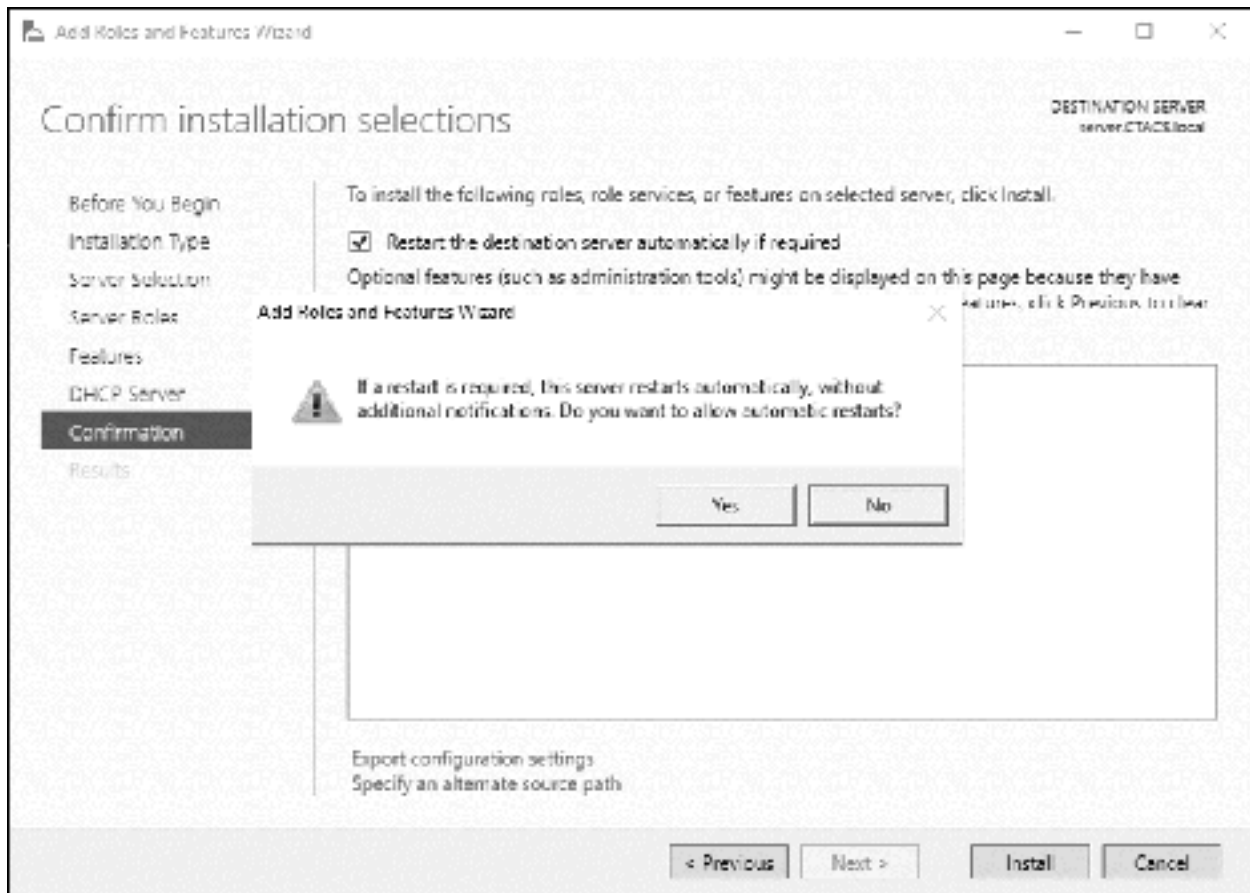 Add Roles and Features Wizard
Confirm installation selections
DESTINATION SERVER
server.CTACS.local
Before You Begin
Installation Type
Server Selection
Server Roles
Features
DHCP Server
Confirmation
Results
To install the following roles, role services, or features on selected server, click Install.
Restart the destination server automatically if required
Optional features (such as administration tools) might be displayed on this page because they have
eatures, click Previous to clear
Add Roles and Features Wizard
If a restart is required, this server restarts automatically, without
additional notifications. Do you want to allow automatic restarts?
Yes
No
Export configuration settings
Specify an alternate source path
< Previous
Next >
Install
Cancel